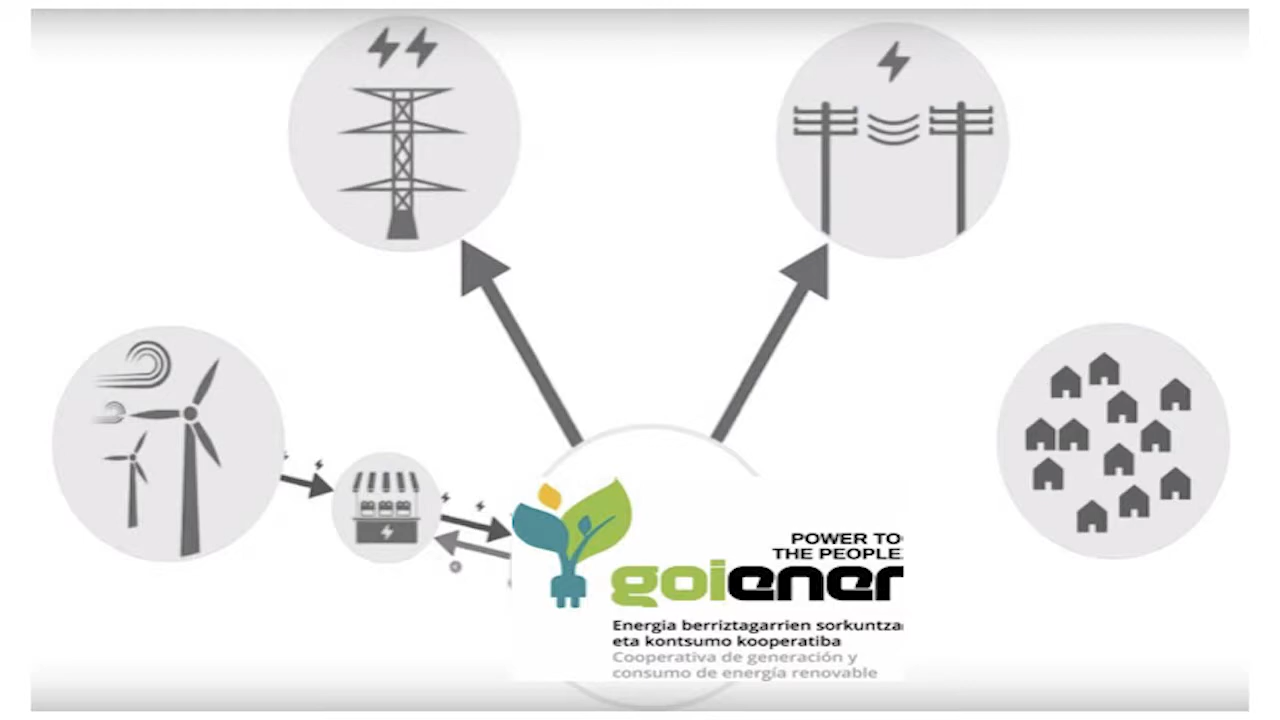 POWER TO
THE PEOPLE
goiener
Energia berriztagarrien sorkuntza
eta kontsumo kooperatiba
Cooperativa de generación y
consumo de energía renovable